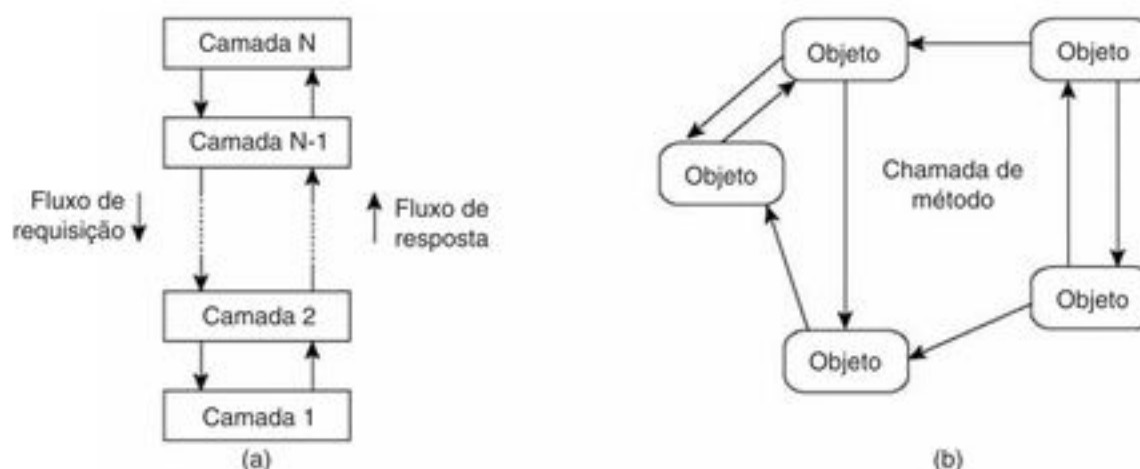 Camada N
Camada N-1
Fluxo de
requisição
Fluxo de
resposta
Camada 2
Camada 1
(a)
Objeto
Objeto
Objeto
Chamada de
método
Objeto
Objeto
(b)